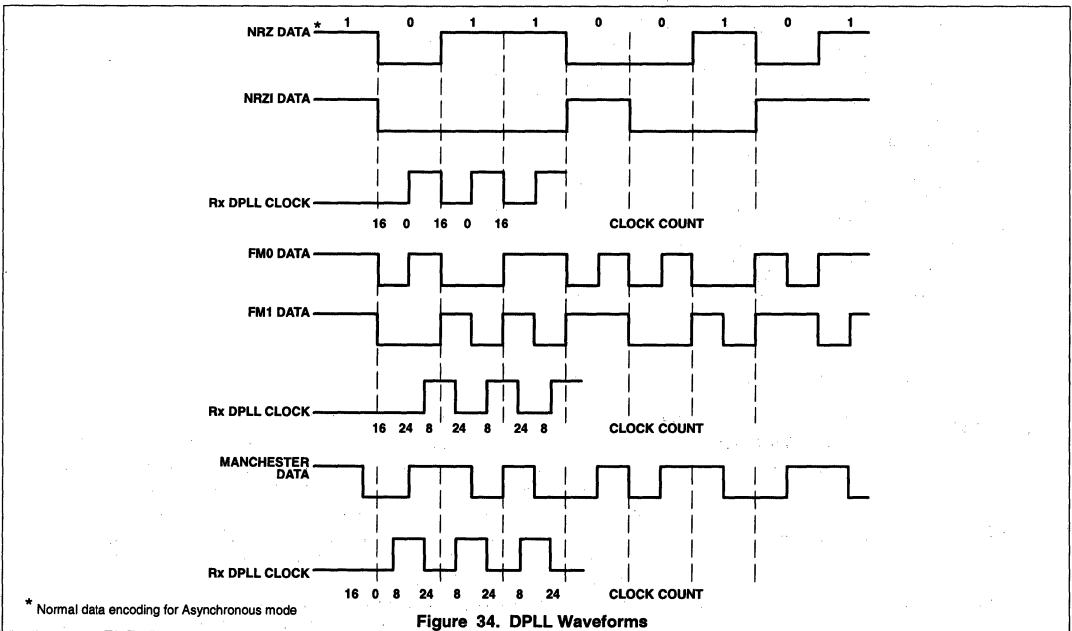 * 1 0 1 1 0 0 1 0 1
NRZ DATA
NRZI DATA
Rx DPLL CLOCK
16 0 16 0 16 CLOCK COUNT
FM0 DATA
FM1 DATA
Rx DPLL CLOCK
16 24 8 24 8 24 8 CLOCK COUNT
MANCHESTER
DATA
Rx DPLL CLOCK
16 0 8 24 8 24 8 24 CLOCK COUNT
* Normal data encoding for Asynchronous mode
Figure 34. DPLL Waveforms